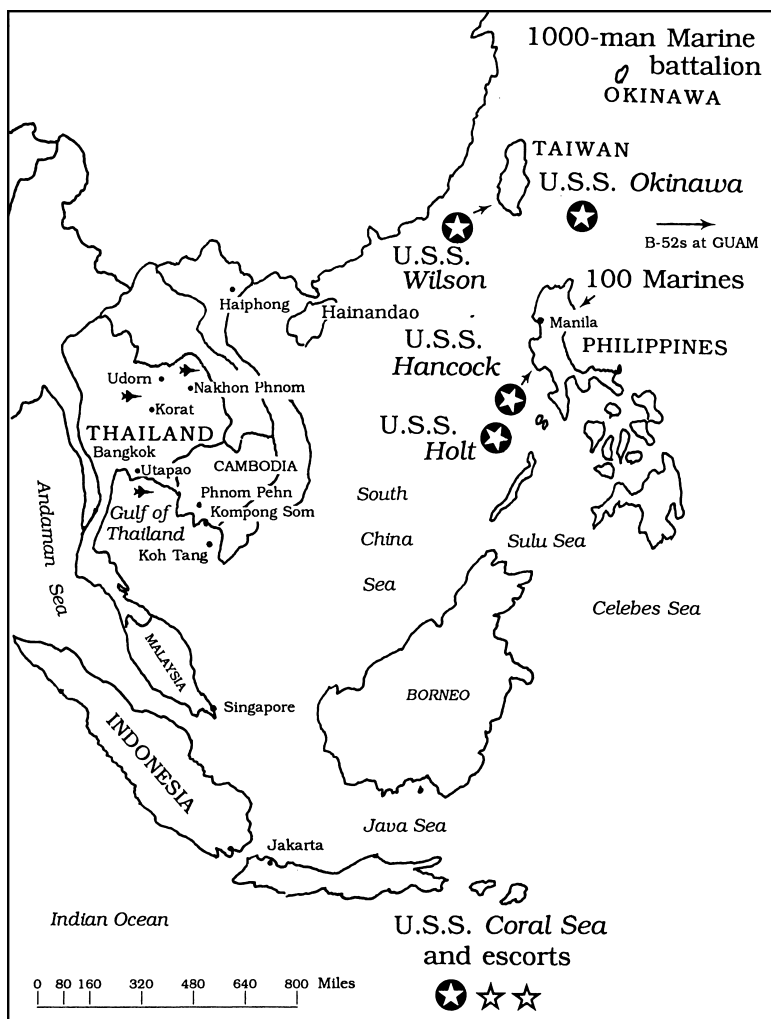 1000-man Marine
battalion
OKINAWA
TAIWAN
U.S.S. Okinawa
B-52s at GUAM
U.S.S.
Wilson
100 Marines
Haiphong
Hainandao
Manila
U.S.S.
Hancock
PHILIPPINES
Udorn
Nakhon Phnom
Korat
U.S.S.
Holt
THAILAND
Bangkok
Utapao
CAMBODIA
Phnom Pehn
Gulf of
Thailand
Kompong Som
Koh Tang
South
China
Sea
Sulu Sea
Andaman Sea
Celebes Sea
MALAYSIA
BORNEO
Singapore
INDONESIA
Java Sea
Jakarta
Indian Ocean
U.S.S. Coral Sea
and escorts
0 80 160 320 480 640 800 Miles